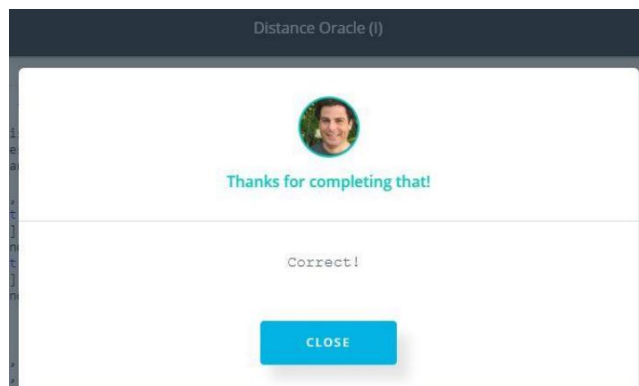 Distance Oracle (I)
Thanks for completing that!
Correct!
CLOSE